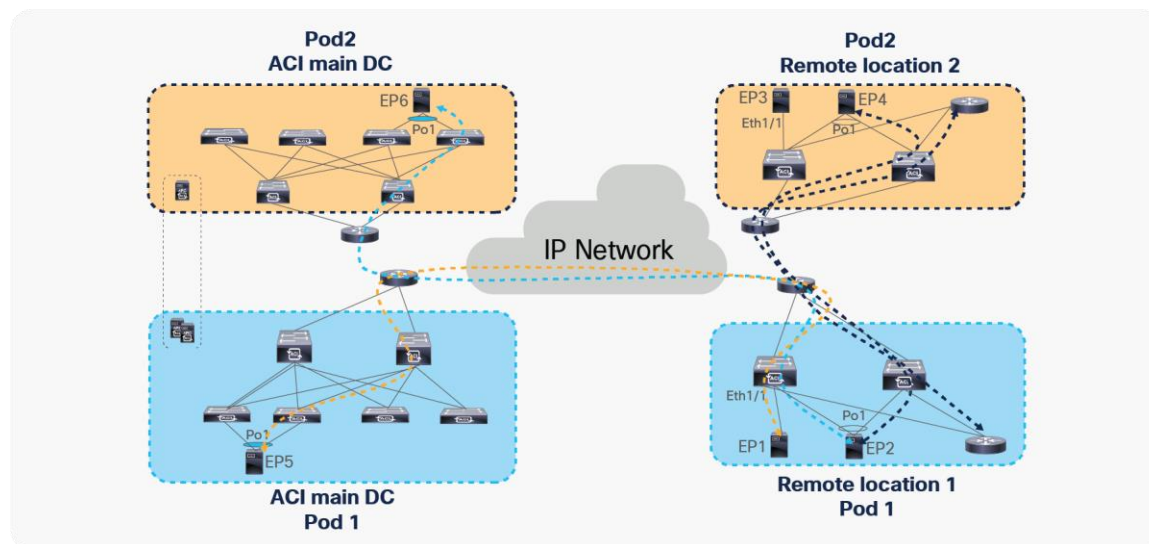 Pod2
ACI main DC
EP6
Po1
Pod2
Remote location 2
EP3
EP4
Eth1/1
Po1
IP Network
Po1
EP5
ACI main DC
Pod 1
Eth1/1
Po1
EP1
EP2
Remote location 1
Pod 1